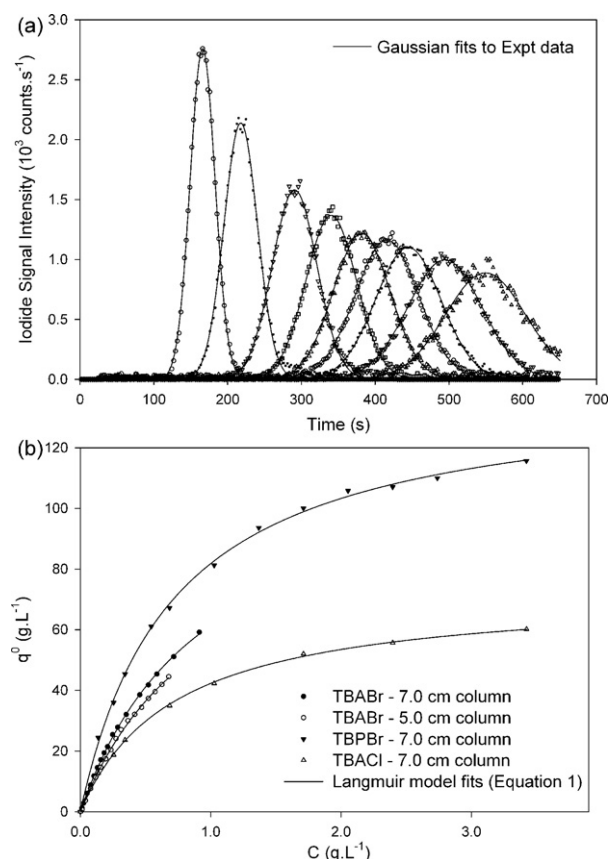 (a)
3.0
2.5
2.0
1.5
1.0
0.5
0.0
Iodide Signal Intensity (10³ counts.s⁻¹)
Gaussian fits to Expt data
0 100 200 300 400 500 600 700
Time (s)
(b)
120
100
80
60
40
20
0
q⁰ (g.L⁻¹)
TBABr - 7.0 cm column
TBABr - 5.0 cm column
TBPBr - 7.0 cm column
TBACl - 7.0 cm column
Langmuir model fits (Equation 1)
0.0 1.0 2.0 3.0
C (g.L⁻¹)